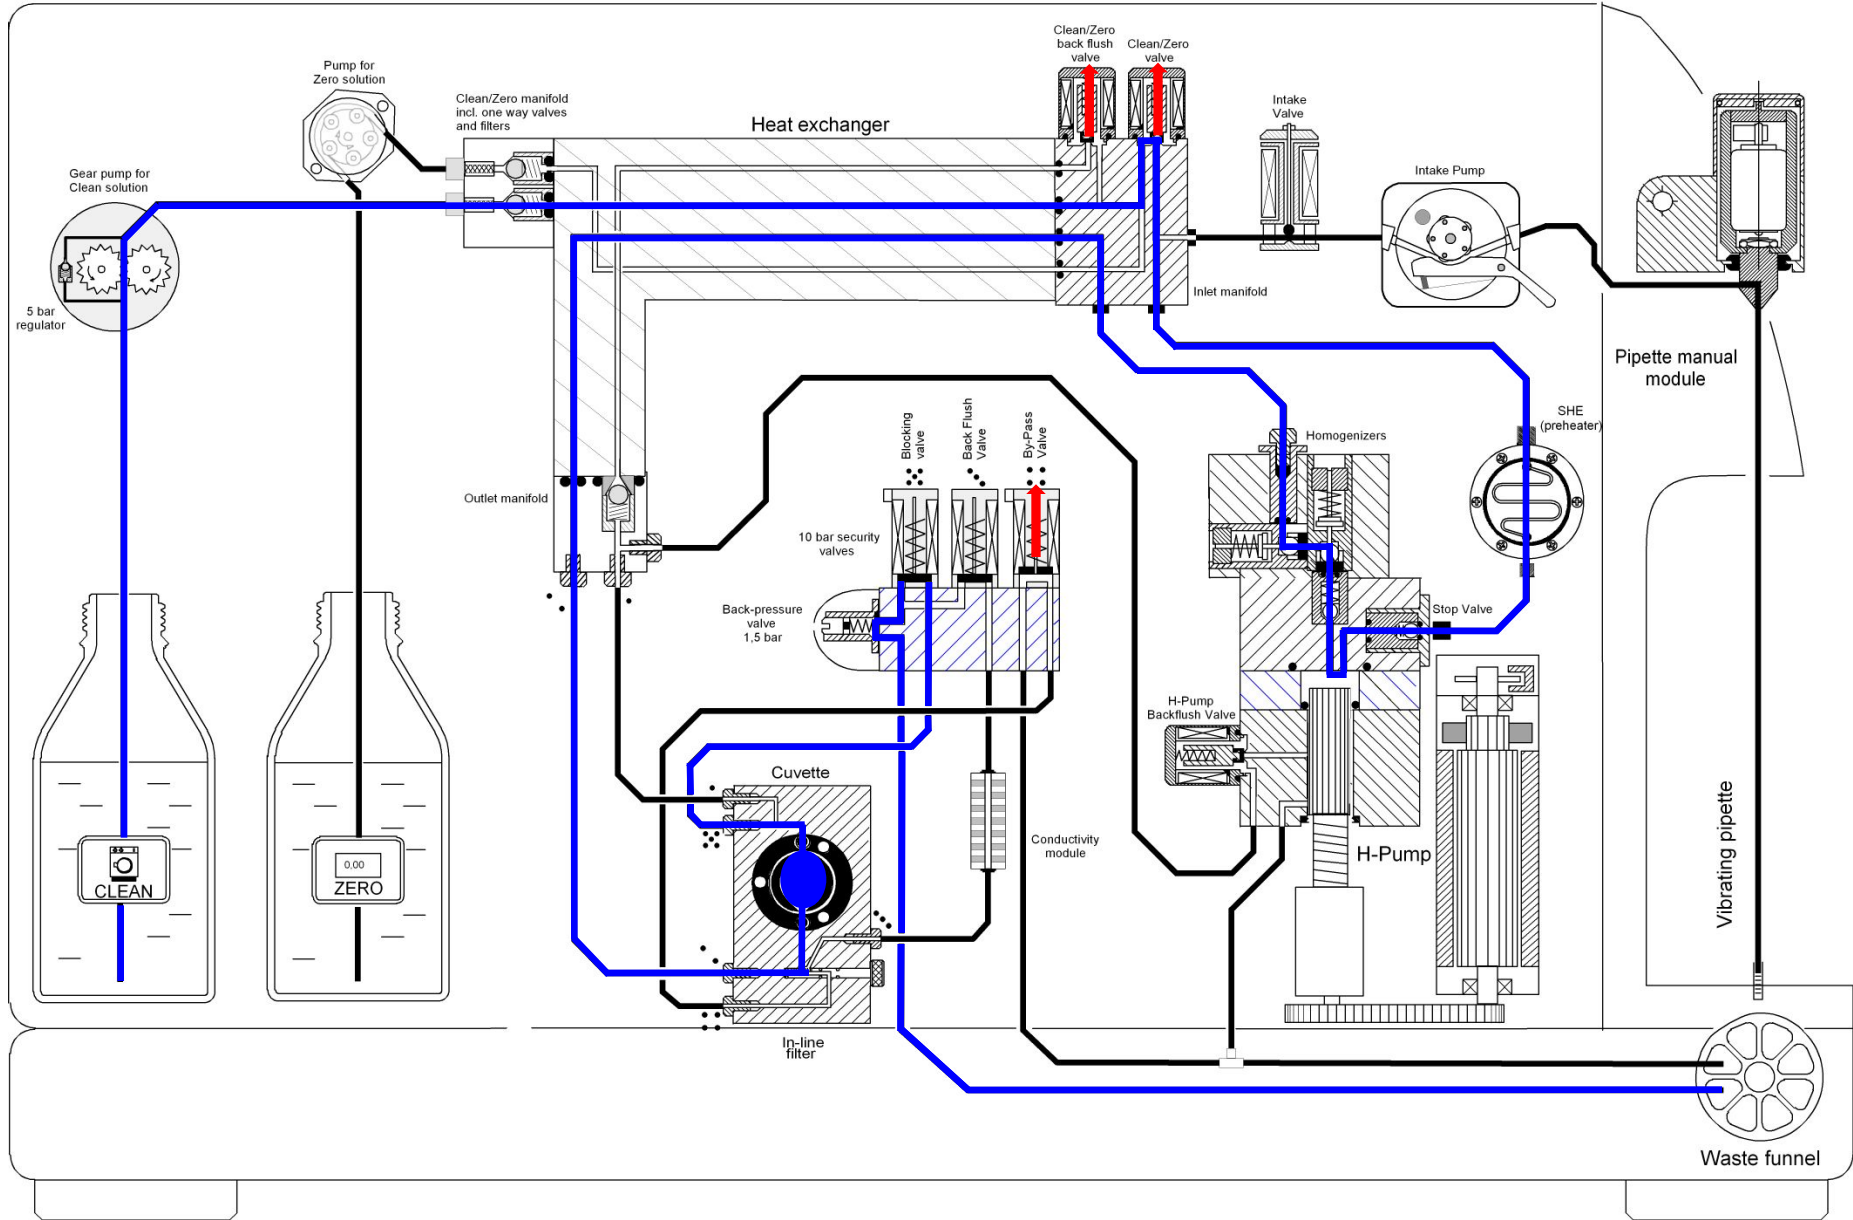 Clean/Zero
back flush
valve
Clean/Zero
valve
Pump for
Zero solution
Clean/Zero manifold
incl. one way valves
and filters
Heat exchanger
Intake
Valve
Intake Pump
Gear pump for
Clean solution
5 bar
regulator
Inlet manifold
Pipette manual
module
SHE
(preheater)
Homogenizers
Blocking
valve
Back Flush
Valve
By-Pass
Valve
Outlet manifold
10 bar security
valves
Back-pressure
valve
1,5 bar
Stop Valve
H-Pump
Backflush Valve
Cuvette
Conductivity
module
H-Pump
Vibrating pipette
CLEAN
0,00
ZERO
In-line
filter
Waste funnel